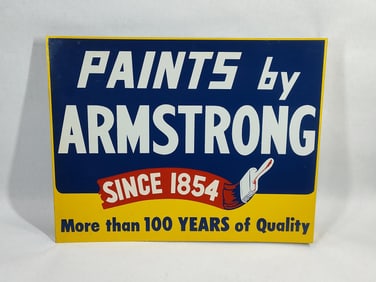 PAINTS by
ARMSTRONG
SINCE 1854
More than 100 YEARS of Quality